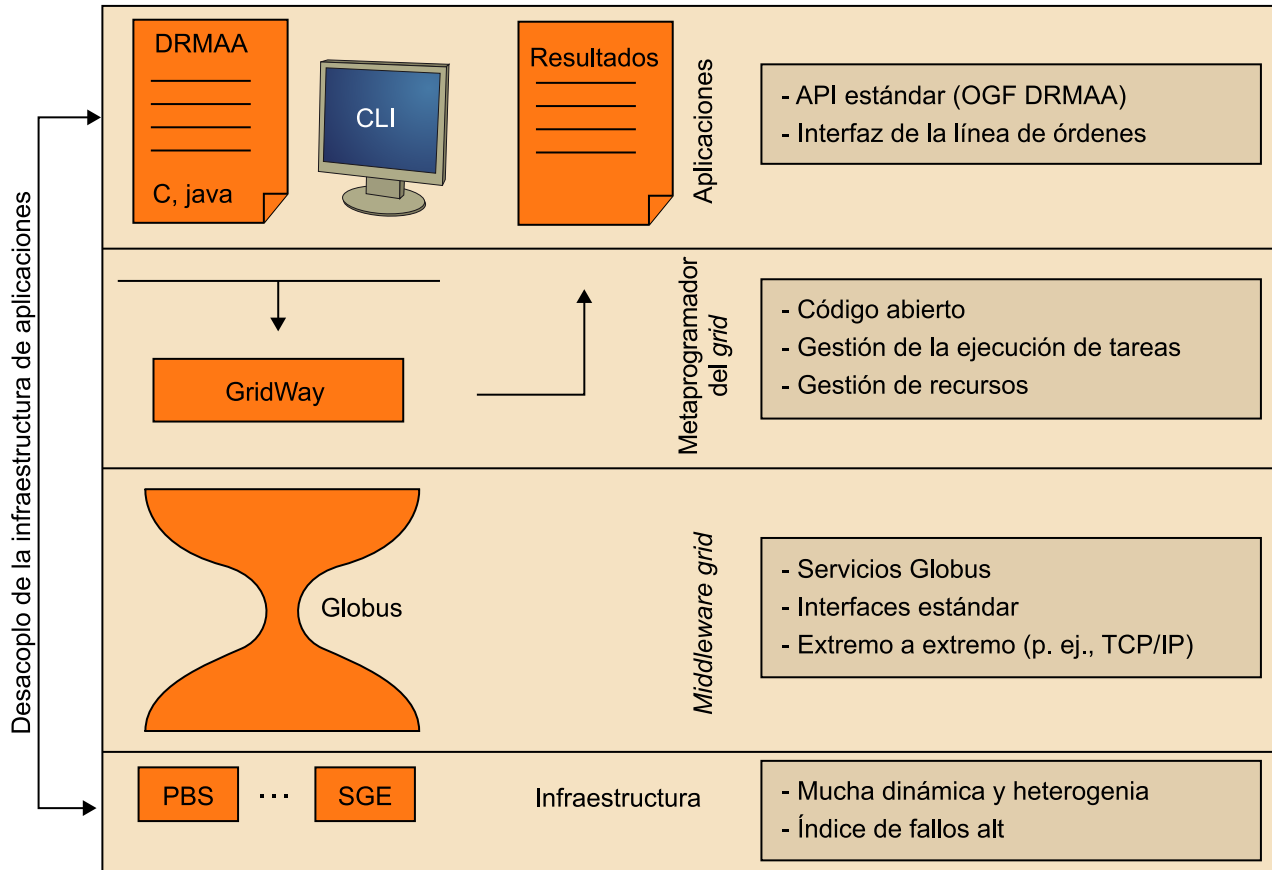 Desacoplo de la infraestructura de aplicaciones
DRMAA
C, java
CLI
Resultados
Aplicaciones
- API estándar (OGF DRMAA)
- Interfaz de la línea de órdenes
GridWay
Metaprogramador
del grid
- Código abierto
- Gestión de la ejecución de tareas
- Gestión de recursos
Globus
Middleware grid
- Servicios Globus
- Interfaces estándar
- Extremo a extremo (p. ej., TCP/IP)
PBS
...
SGE
Infraestructura
- Mucha dinámica y heterogenia
- Índice de fallos alt